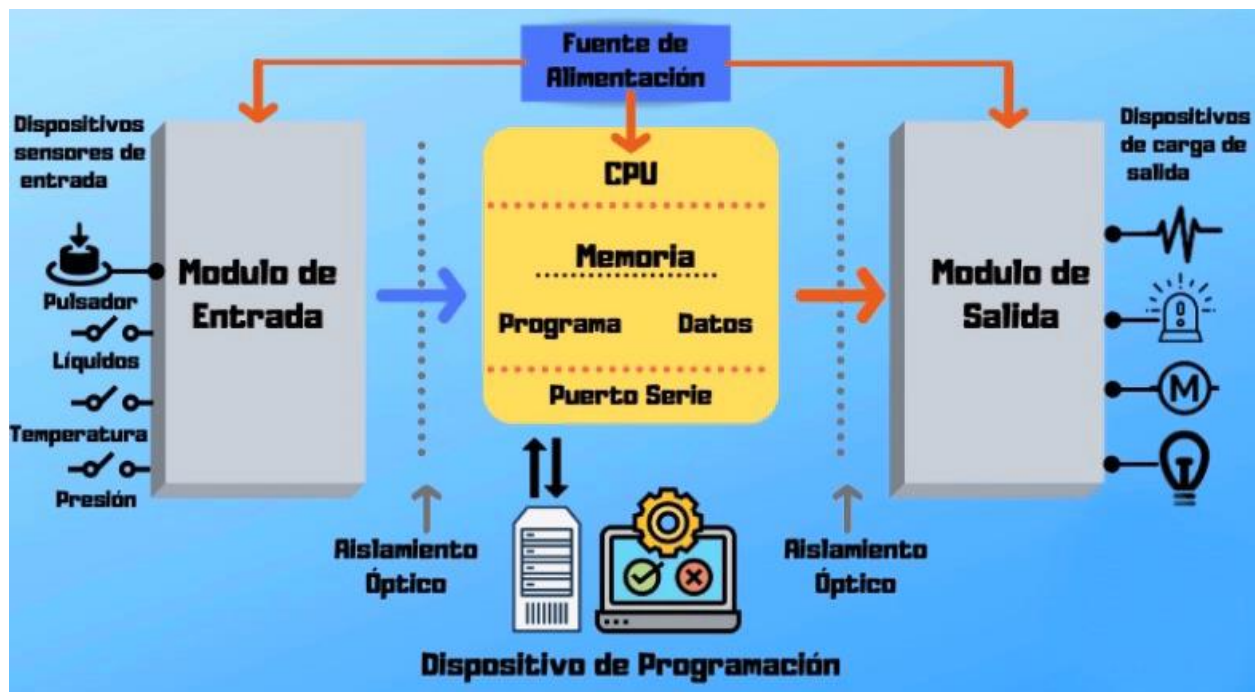 Fuente de
Alimentación
Dispositivos
sensores de
entrada
Pulsador
Líquidos
Temperatura
Presión
Modulo de
Entrada
CPU
Memoria
Programa Datos
Puerto Serie
Modulo de
Salida
Dispositivos
de carga de
salida
M
Aislamiento
Óptico
Aislamiento
Óptico
Dispositivo de Programación